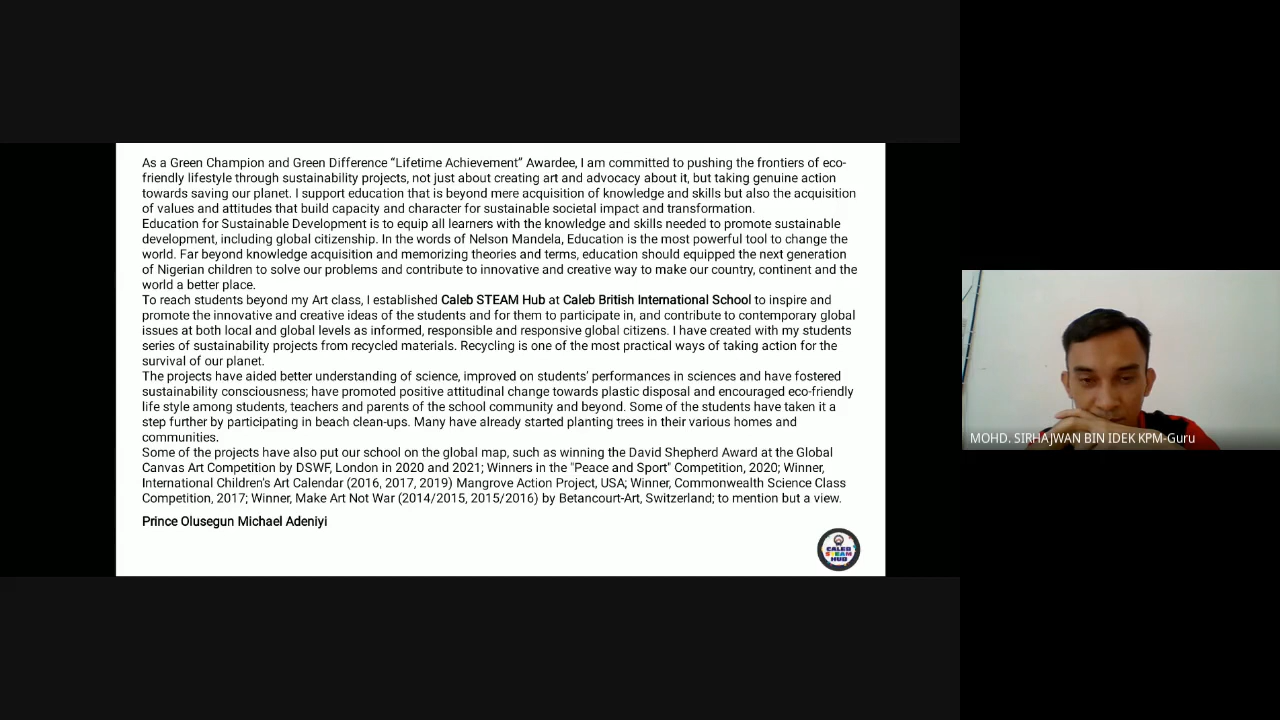 As a Green Champion and Green Difference “Lifetime Achievement” Awardee, I am committed to pushing the frontiers of eco-
friendly lifestyle through sustainability projects, not just about creating art and advocacy about it, but taking genuine action
towards saving our planet. I support education that is beyond mere acquisition of knowledge and skills but also the acquisition
of values and attitudes that build capacity and character for sustainable societal impact and transformation.
Education for Sustainable Development is to equip all learners with the knowledge and skills needed to promote sustainable
development, including global citizenship. In the words of Nelson Mandela, Education is the most powerful tool to change the
world. Far beyond knowledge acquisition and memorizing theories and terms, education should equipped the next generation
of Nigerian children to solve our problems and contribute to innovative and creative way to make our country, continent and the
world a better place.
To reach students beyond my Art class, I established Caleb STEAM Hub at Caleb British International School to inspire and
promote the innovative and creative ideas of the students and for them to participate in, and contribute to contemporary global
issues at both local and global levels as informed, responsible and responsive global citizens. I have created with my students
series of sustainability projects from recycled materials. Recycling is one of the most practical ways of taking action for the
survival of our planet.
The projects have aided better understanding of science, improved on students’ performances in sciences and have fostered
sustainability consciousness; have promoted positive attitudinal change towards plastic disposal and encouraged eco-friendly
life style among students, teachers and parents of the school community and beyond. Some of the students have taken it a
step further by participating in beach clean-ups. Many have already started planting trees in their various homes and
communities.
Some of the projects have also put our school on the global map, such as winning the David Shepherd Award at the Global
Canvas Art Competition by DSWF, London in 2020 and 2021; Winners in the "Peace and Sport" Competition, 2020; Winner,
International Children's Art Calendar (2016, 2017, 2019) Mangrove Action Project, USA; Winner, Commonwealth Science Class
Competition, 2017; Winner, Make Art Not War (2014/2015, 2015/2016) by Betancourt-Art, Switzerland; to mention but a view.
Prince Olusegun Michael Adeniyi
CALEB
STEAM
HUB
MOHD. SIRHAJWAN BIN IDEK KPM-Guru